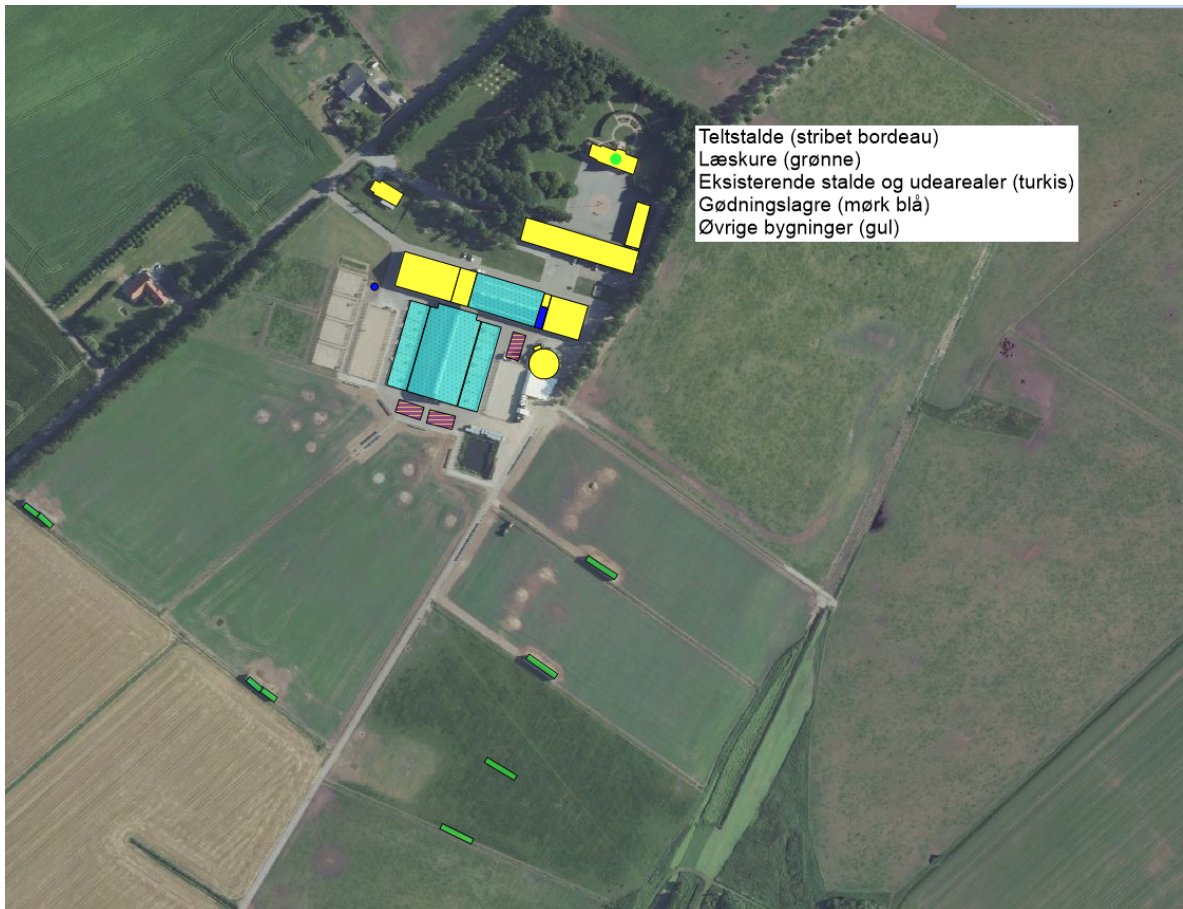 Teltstalde (stribet bordeau)
Læskure (grønne)
Eksisterende stalde og udearealer (turkis)
Gødningslagre (mørk blå)
Øvrige bygninger (gul)